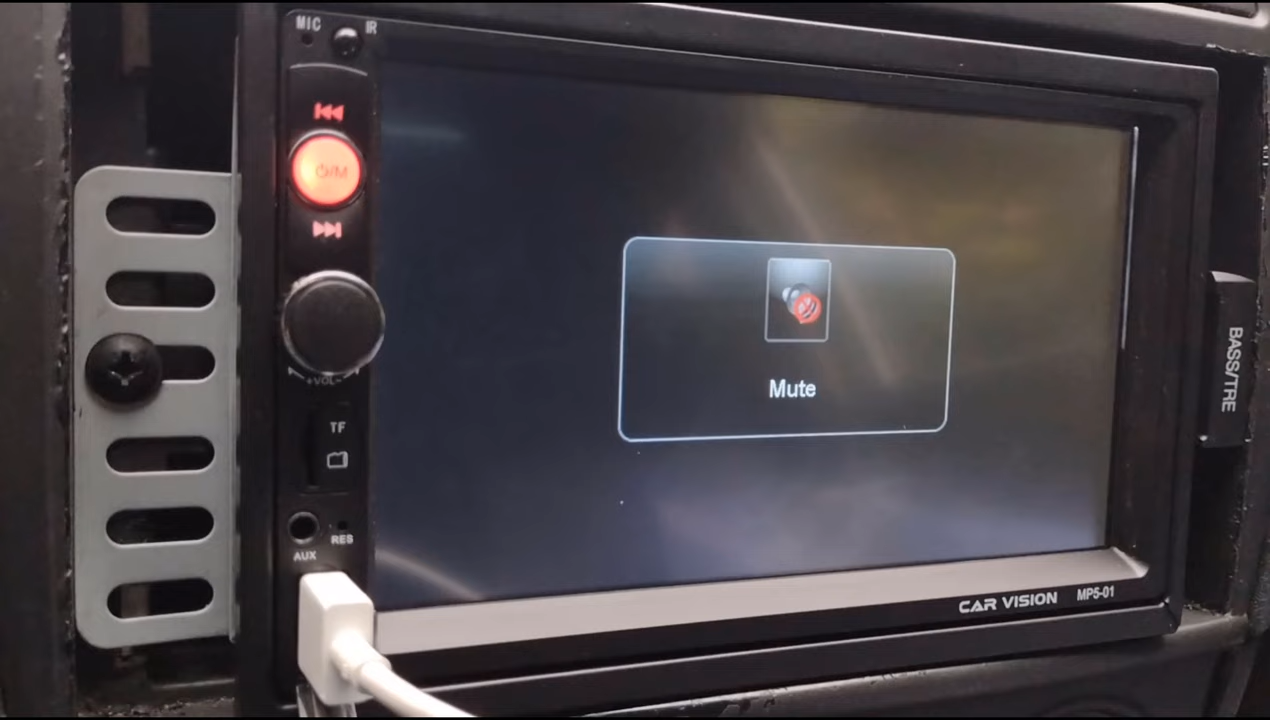 MIC
IR
⏻/M
+VOL-
TF
AUX
RES
Mute
CAR VISION MP5-01
BASS/TRE